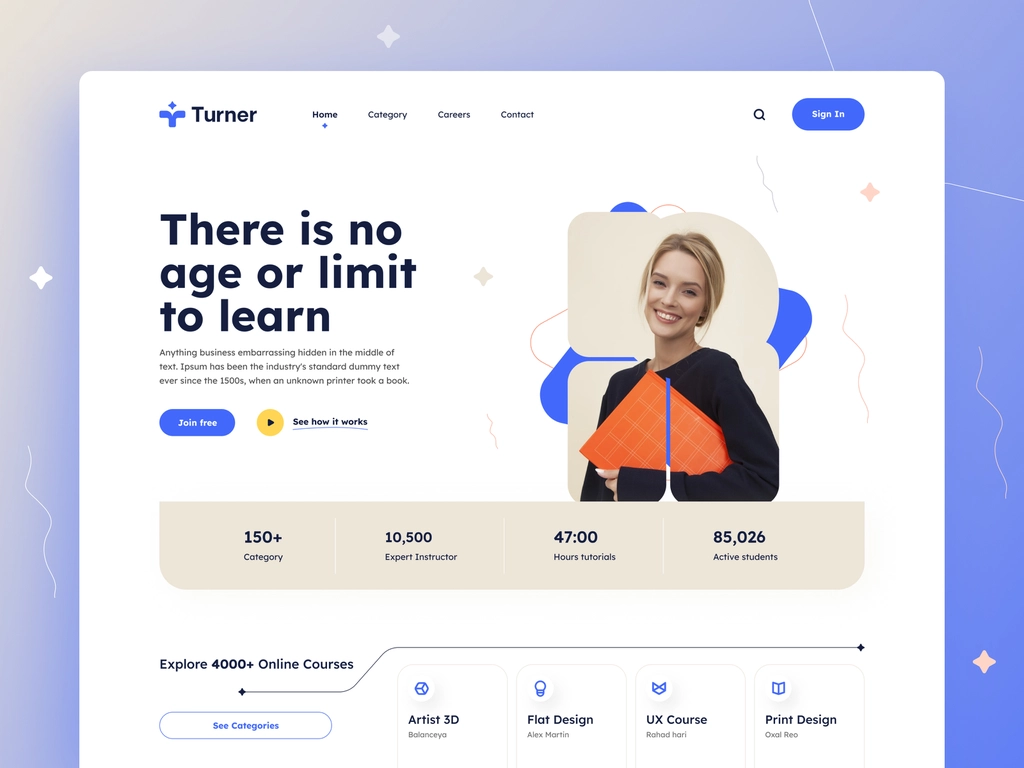 Turner
Home
Category
Careers
Contact
Sign In
There is no
age or limit
to learn
Anything business embarrassing hidden in the middle of
text. Ipsum has been the industry's standard dummy text
ever since the 1500s, when an unknown printer took a book.
Join free
See how it works
150+
Category
10,500
Expert Instructor
47:00
Hours tutorials
85,026
Active students
Explore 4000+ Online Courses
See Categories
Artist 3D
Balanceya
Flat Design
Alex Martin
UX Course
Rahad hari
Print Design
Oxal Reo